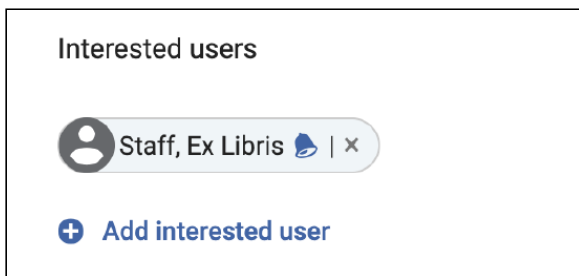 Interested users
Staff, Ex Libris | ×
Add interested user